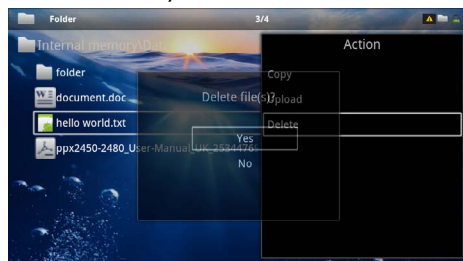 Folder
3/4
Internal memory\Da
Action
folder
Copy
document.doc
Delete file(s)?
Upload
hello world.txt
Delete
Yes
ppx2450-2480_User-Manual_UK_2534476
No